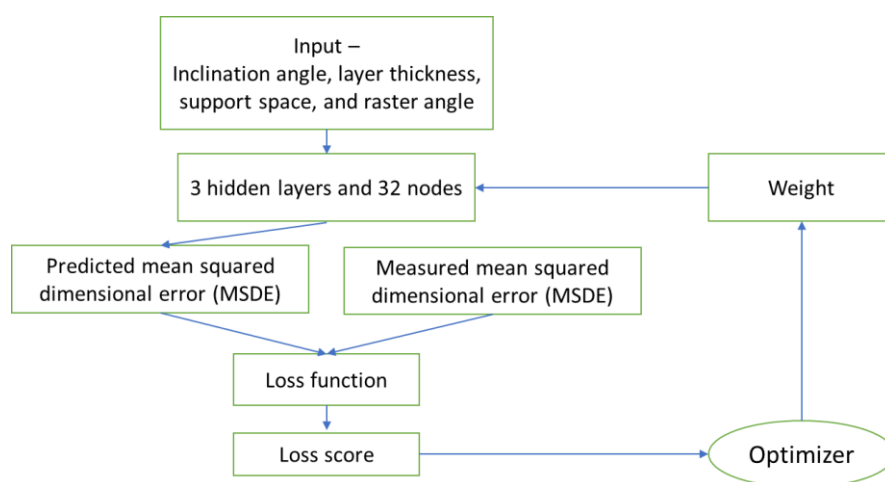 Input –
Inclination angle, layer thickness,
support space, and raster angle
3 hidden layers and 32 nodes
Weight
Predicted mean squared
dimensional error (MSDE)
Measured mean squared
dimensional error (MSDE)
Loss function
Loss score
Optimizer